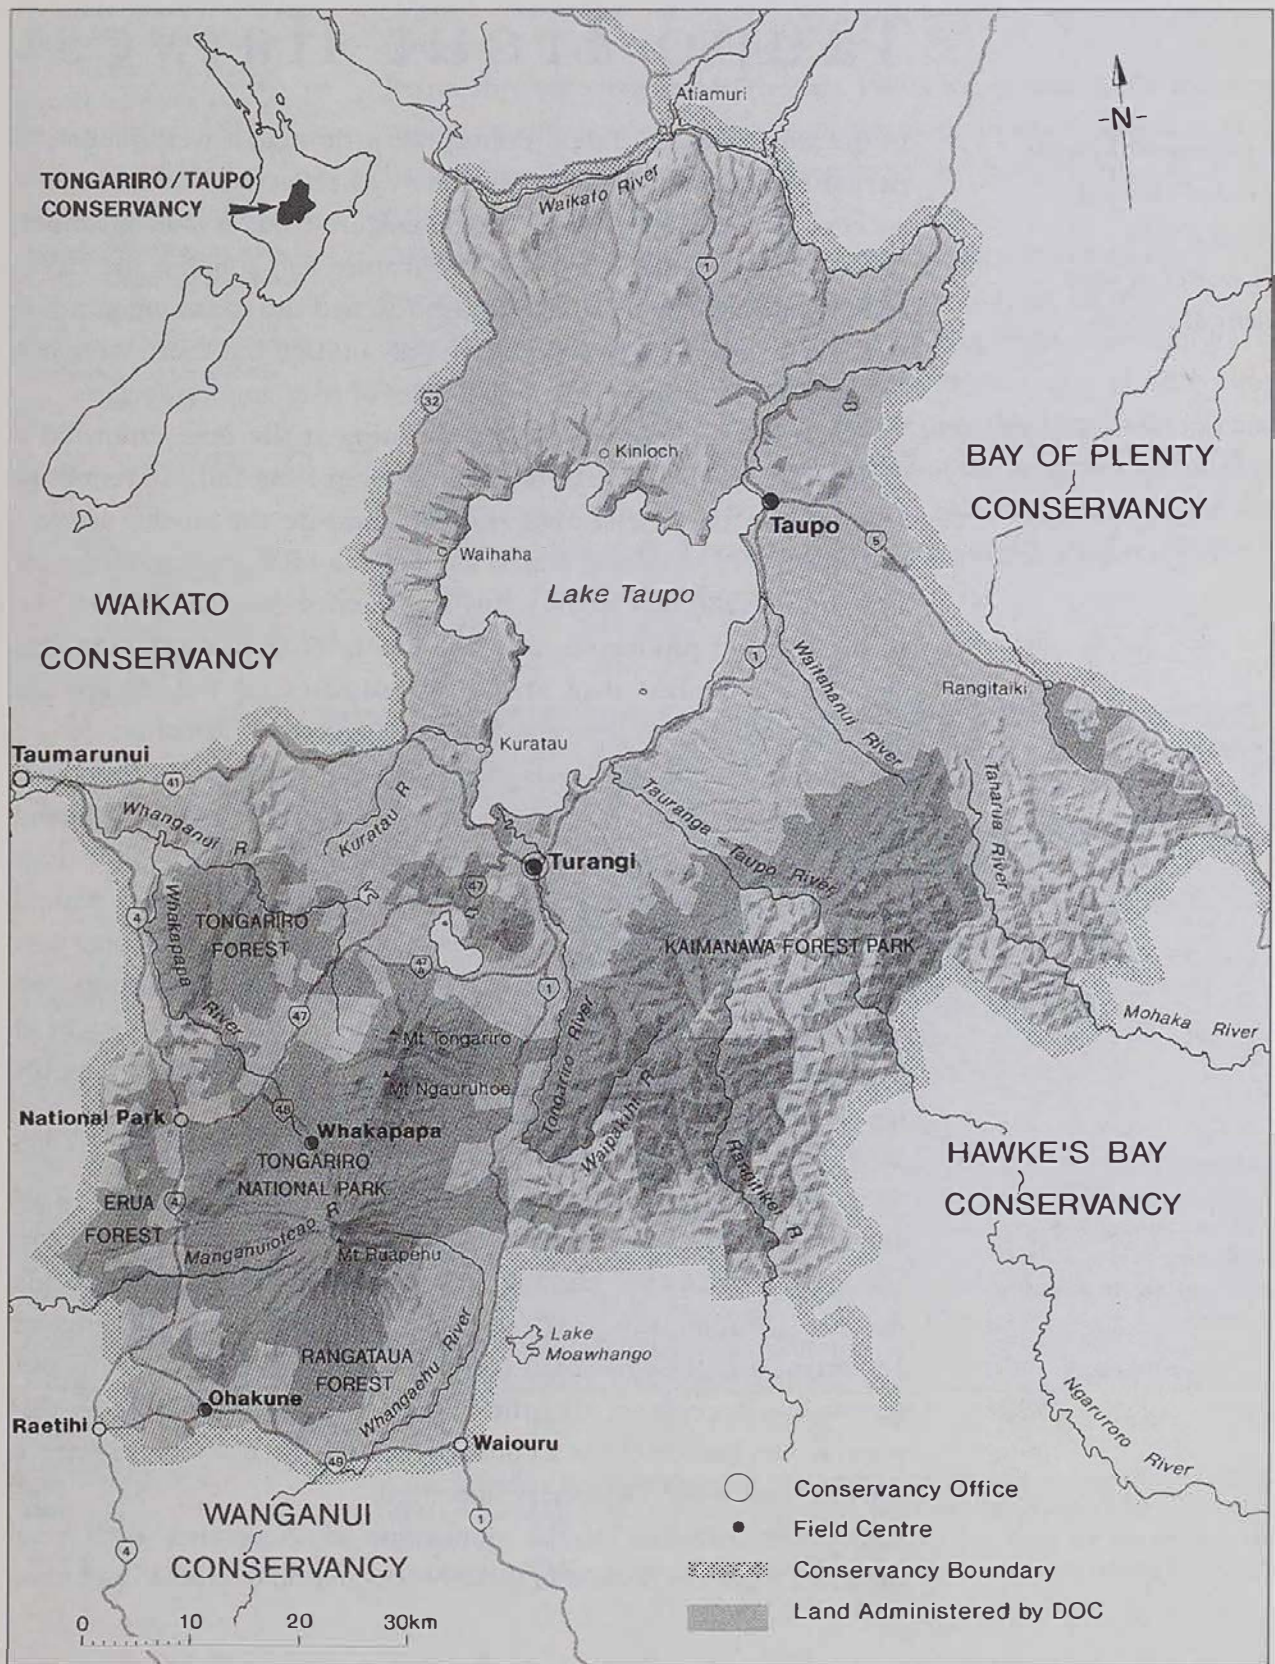 Atiamuri
-N-
TONGARIRO/TAUPO
CONSERVANCY
Waikato River
1
32
Kinloch
BAY OF PLENTY
CONSERVANCY
Taupo
5
Waihaha
Lake Taupo
WAIKATO
CONSERVANCY
1
Waitahanui River
Rangitaiki
Kuratau
Taumarunui
41
Whanganui R
Kuratau R
Tauranga-Taupo River
Taharua River
Turangi
47
4
Whakapapa River
TONGARIRO
FOREST
KAIMANAWA FOREST PARK
47A
1
47
Tongariro River
Mohaka River
Mt Tongariro
Mt Ngauruhoe
Waipakihi R
National Park
48
Whakapapa
TONGARIRO
NATIONAL PARK
Rangitikei R
HAWKE'S BAY
CONSERVANCY
ERUA
FOREST
4
Manganuioteao R
Mt Ruapehu
Lake
Moawhango
RANGATAUA
FOREST
Whangaehu River
Ohakune
Raetihi
49
Waiouru
Ngaruroro River
WANGANUI
CONSERVANCY
1
4
Conservancy Office
Field Centre
Conservancy Boundary
Land Administered by DOC
0 10 20 30km